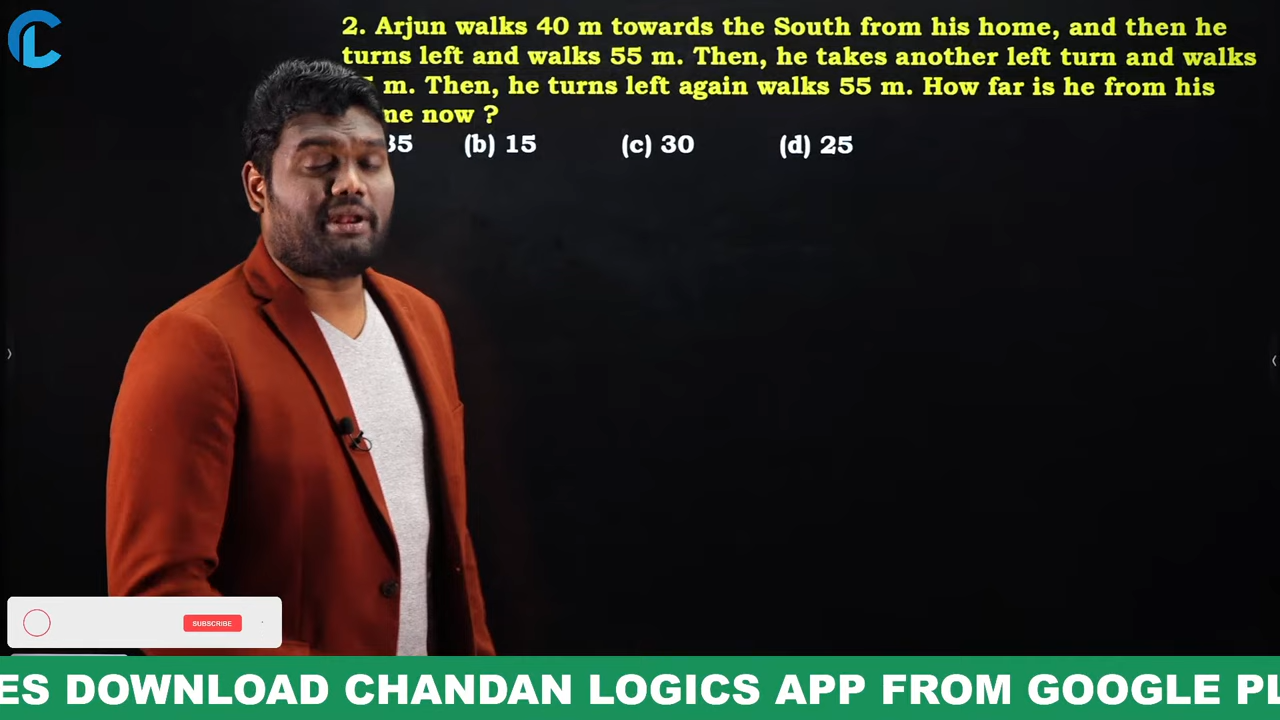 2. Arjun walks 40 m towards the South from his home, and then he
turns left and walks 55 m. Then, he takes another left turn and walks
m. Then, he turns left again walks 55 m. How far is he from his
now ?
(b) 15 (c) 30 (d) 25
SUBSCRIBE
ES DOWNLOAD CHANDAN LOGICS APP FROM GOOGLE PL